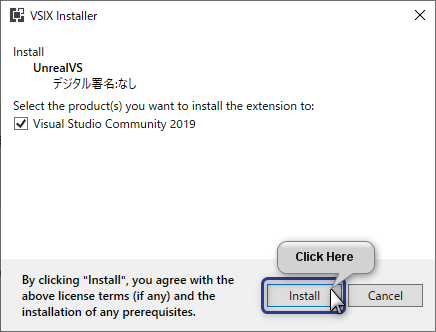 VSIX Installer
Install
UnrealVS
デジタル署名:なし
Select the product(s) you want to install the extension to:
Visual Studio Community 2019
Click Here
By clicking "Install", you agree with the
above license terms (if any) and the
installation of any prerequisites.
Install
Cancel